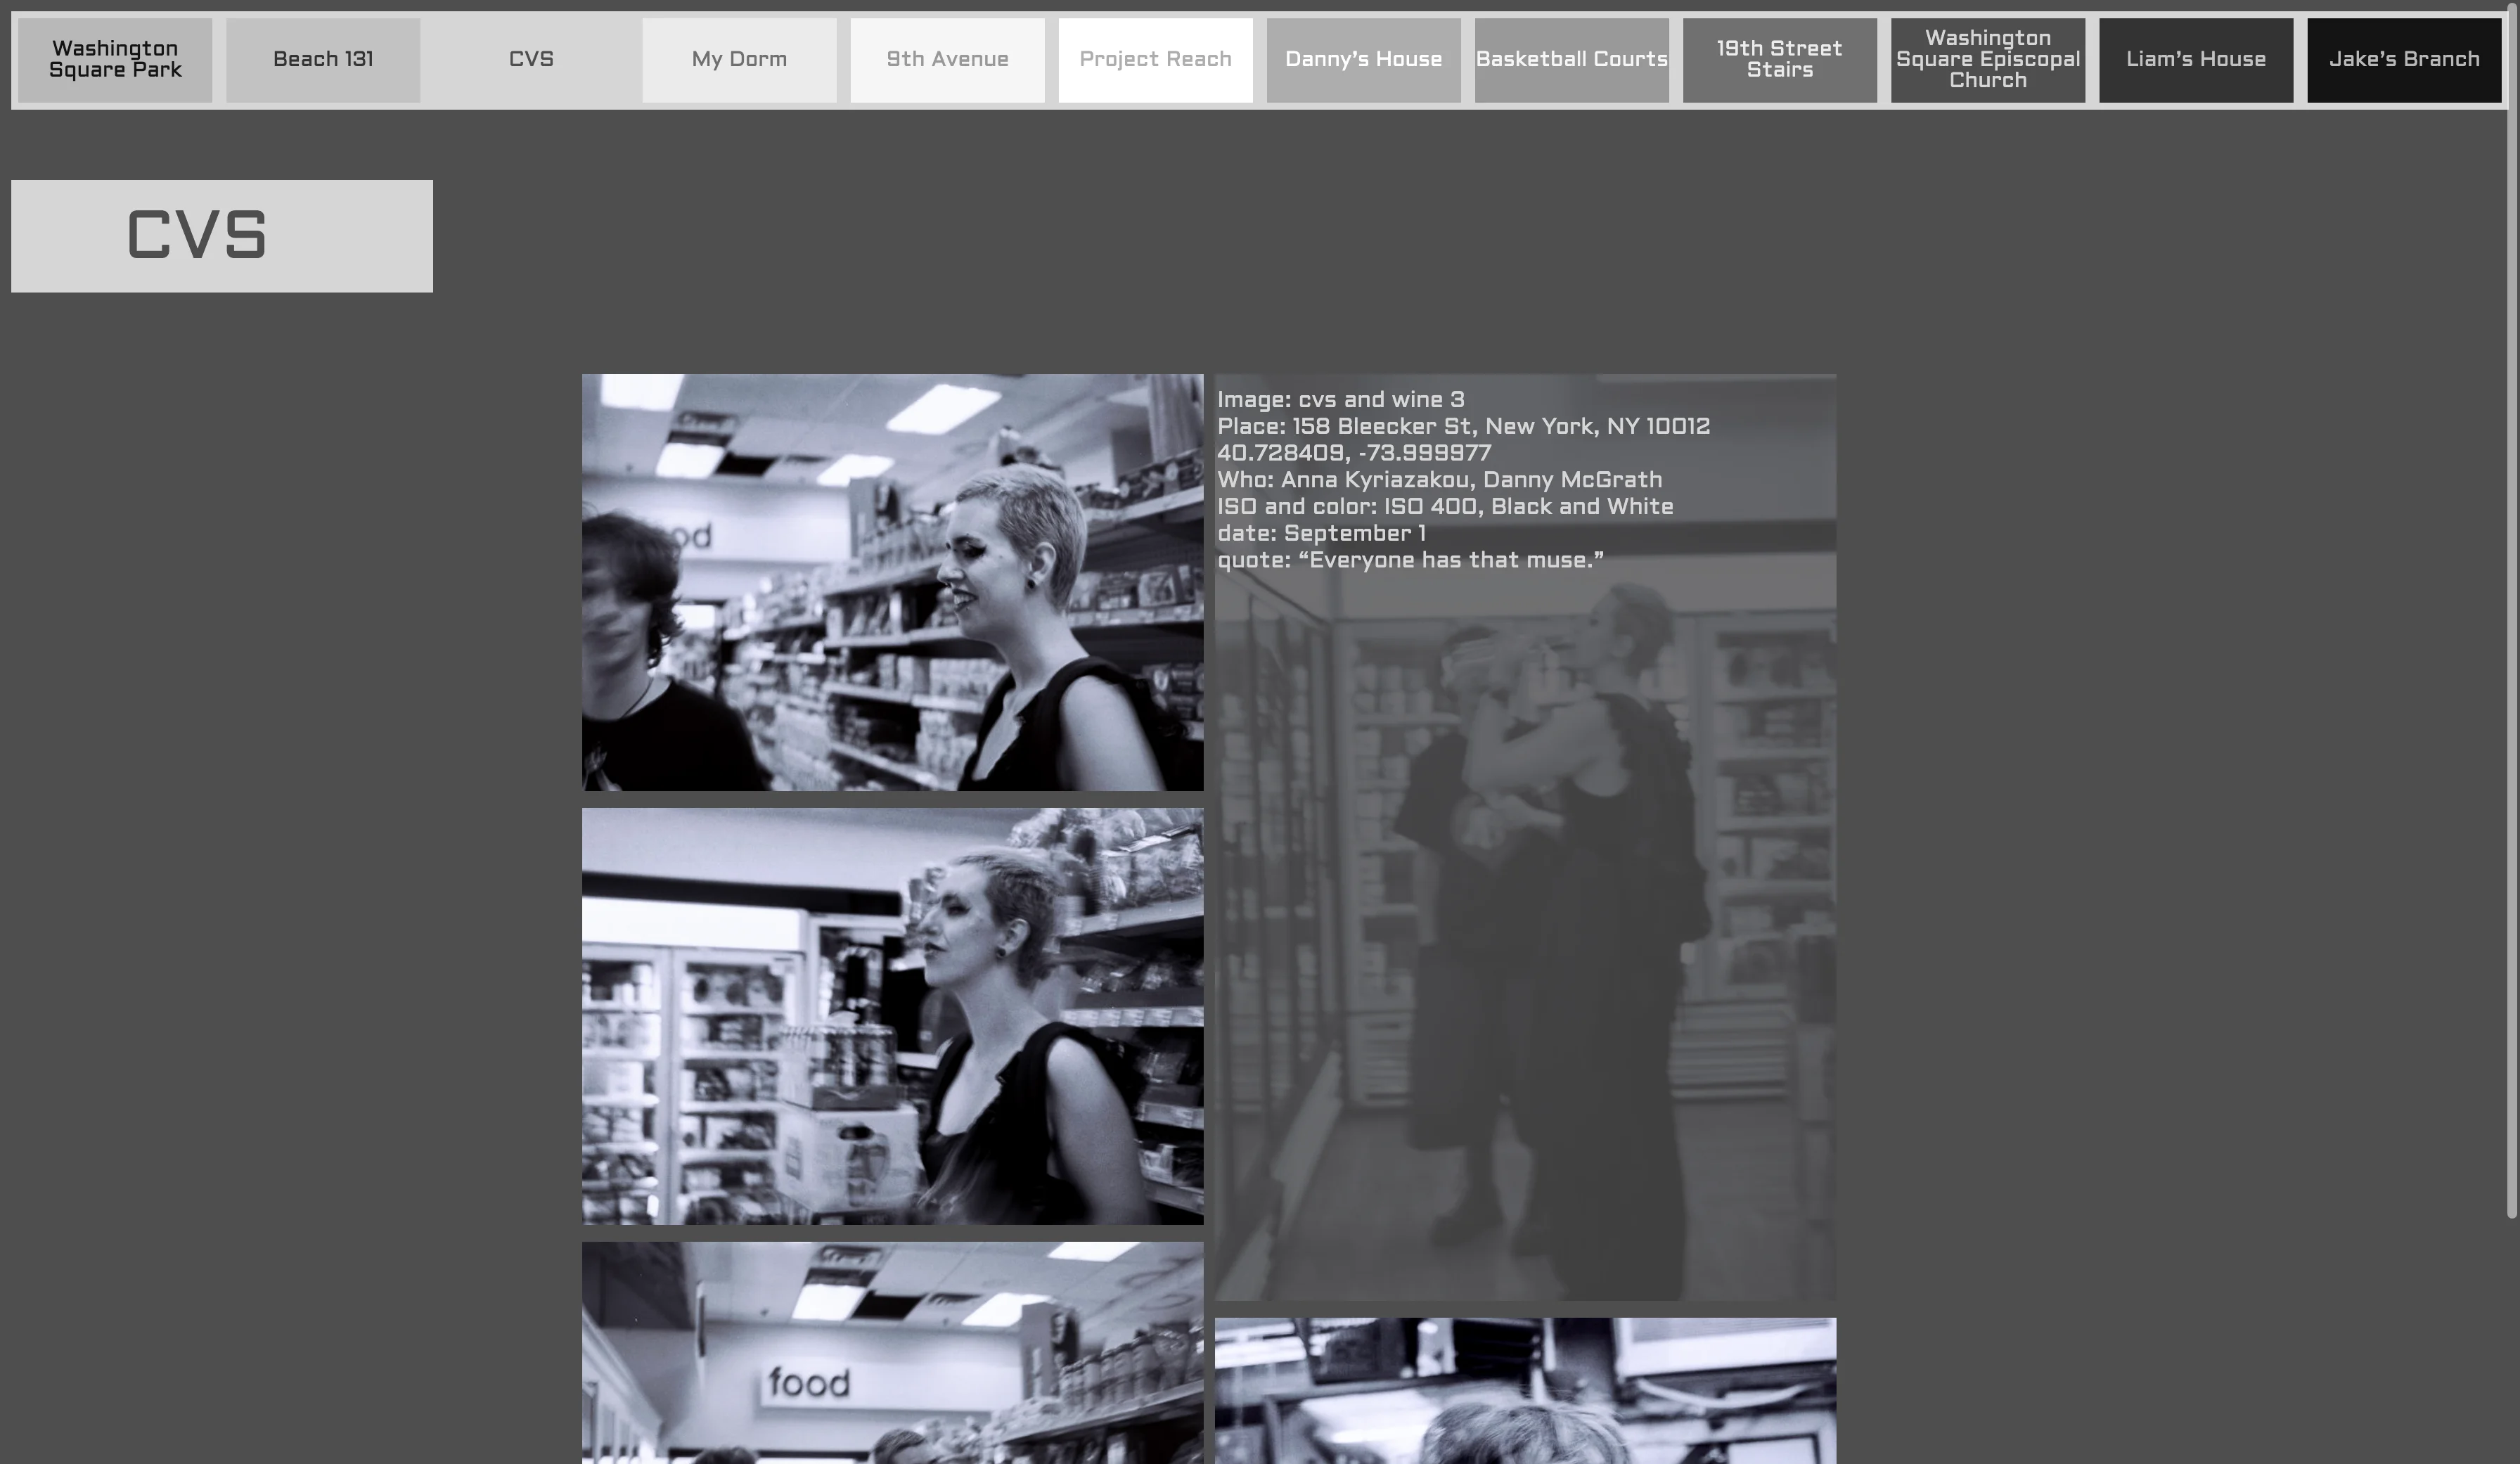 Washington
Square Park
Beach 131
CVS
My Dorm
9th Avenue
Project Reach
Danny’s House
Basketball Courts
19th Street
Stairs
Washington
Square Episcopal
Church
Liam’s House
Jake’s Branch
CVS
od
Image: cvs and wine 3
Place: 158 Bleecker St, New York, NY 10012
40.728409, -73.999977
Who: Anna Kyriazakou, Danny McGrath
ISO and color: ISO 400, Black and White
date: September 1
quote: “Everyone has that muse.”
food